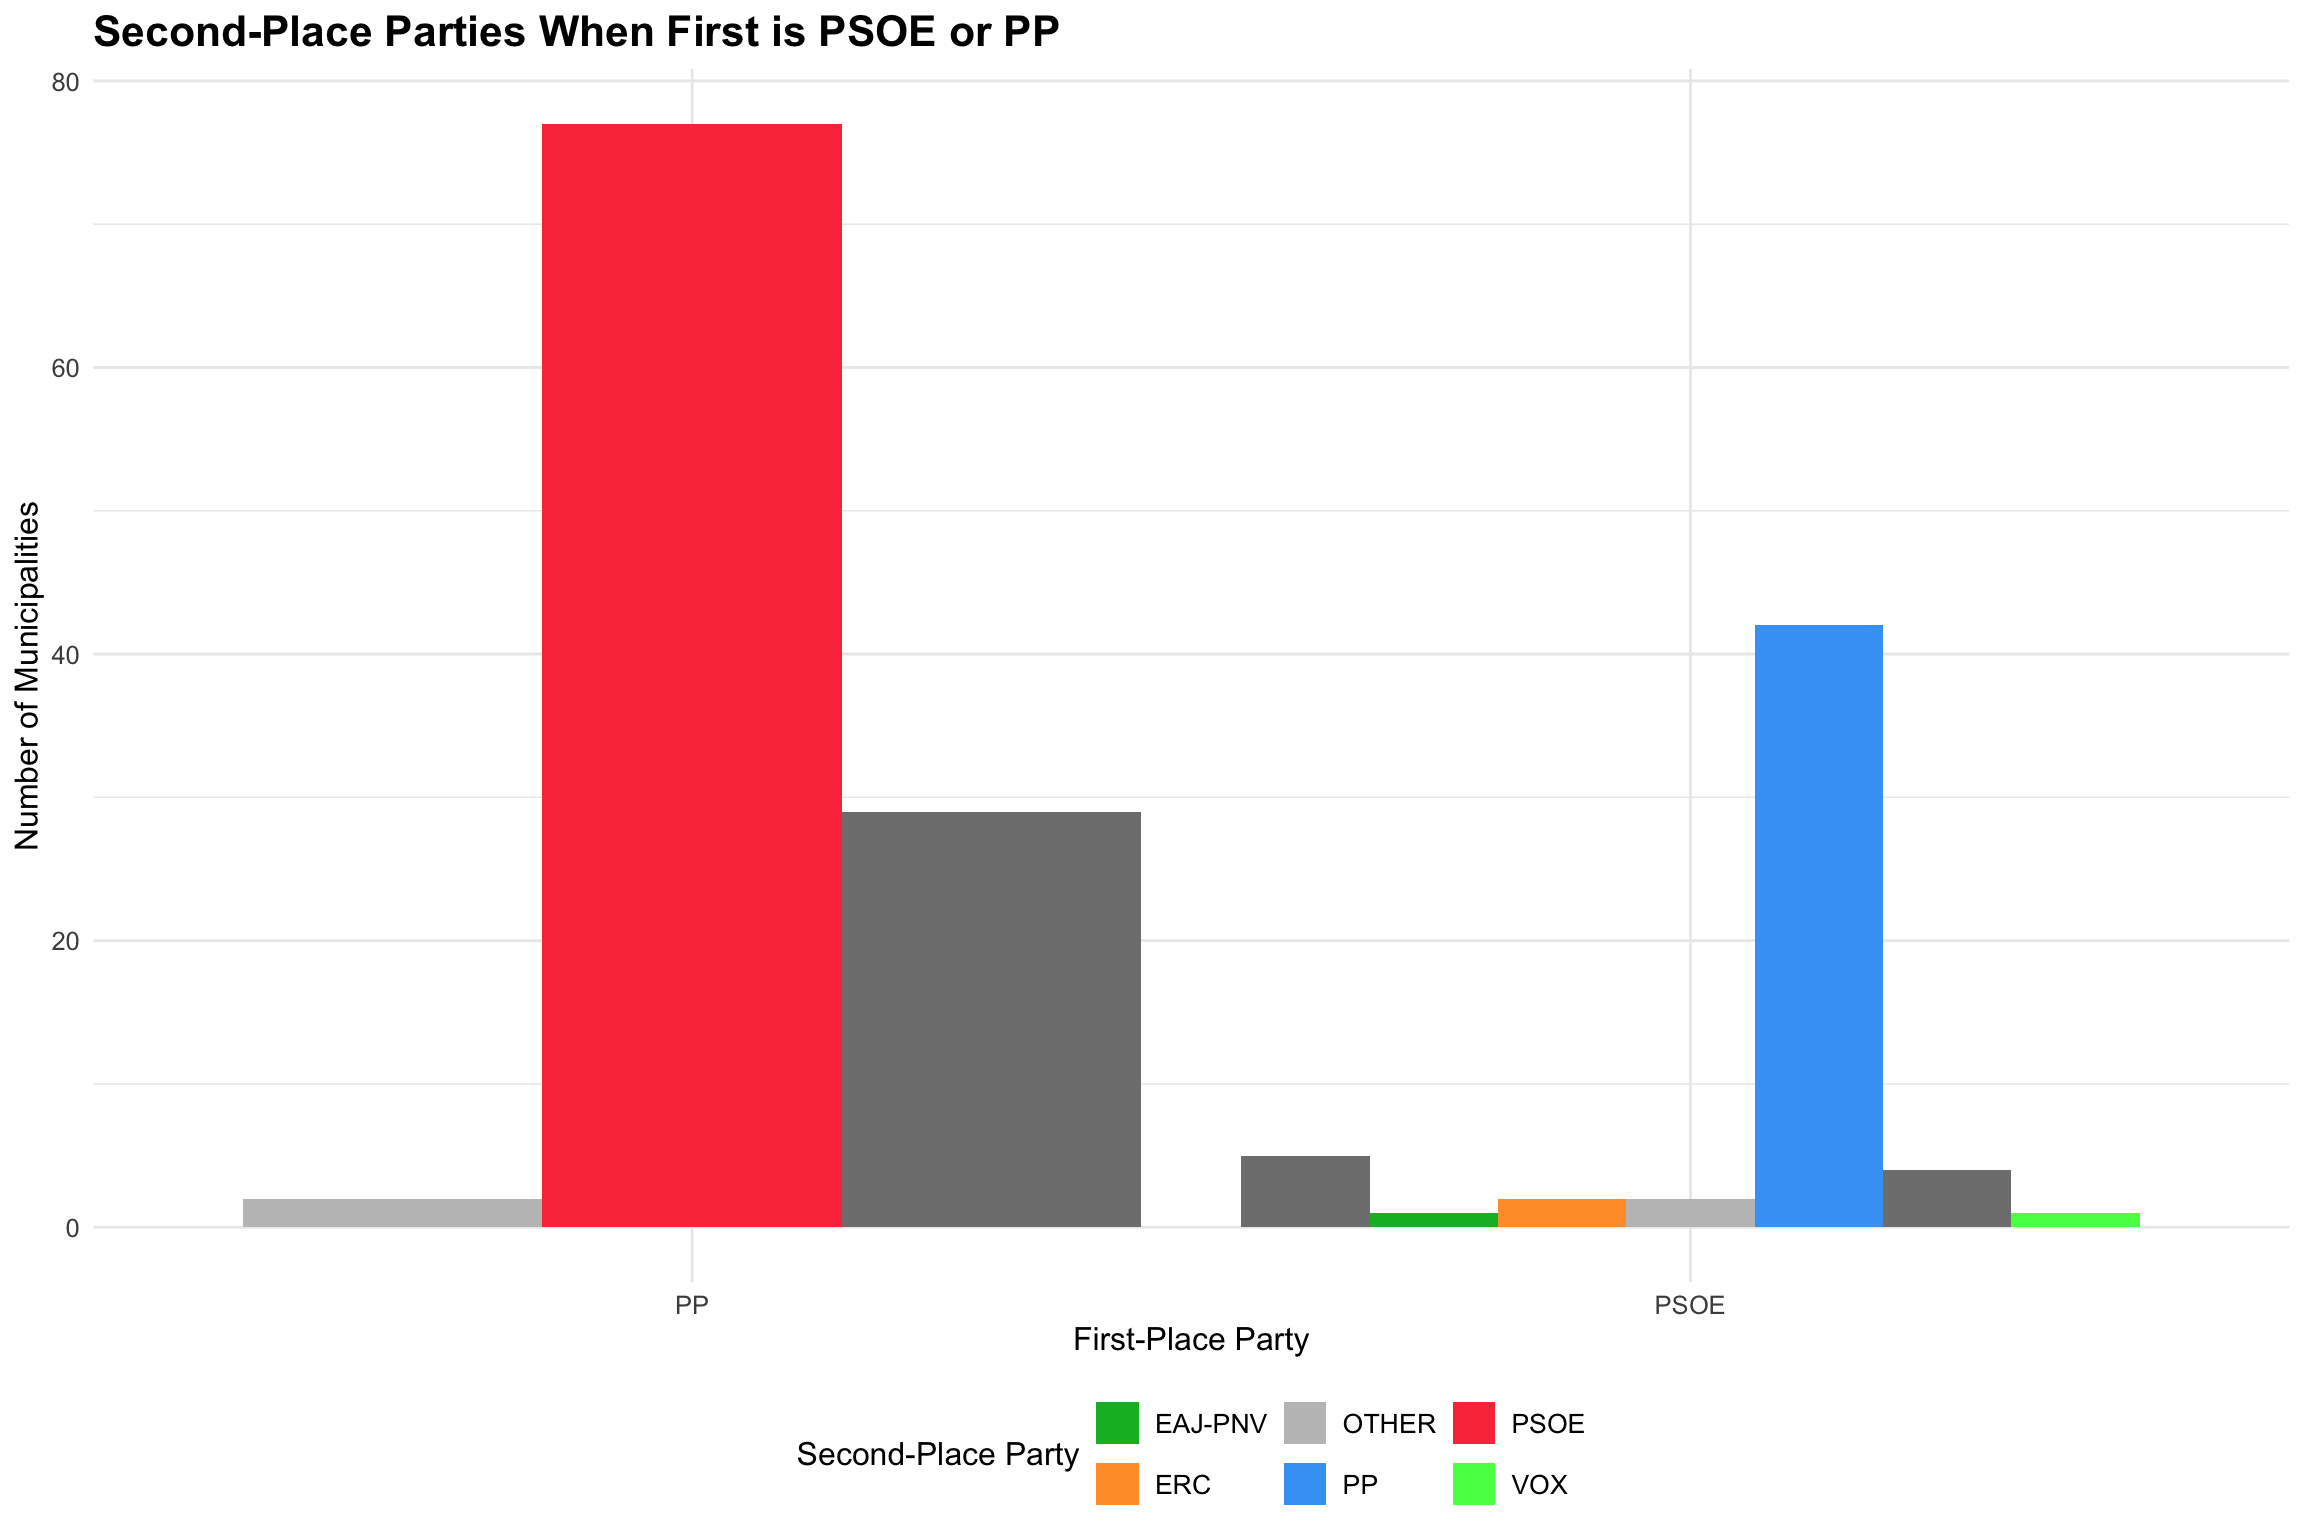 Second-Place Parties When First is PSOE or PP
80
60
40
20
0
Number of Municipalities
PP
PSOE
First-Place Party
Second-Place Party
EAJ-PNV
OTHER
PSOE
ERC
PP
VOX